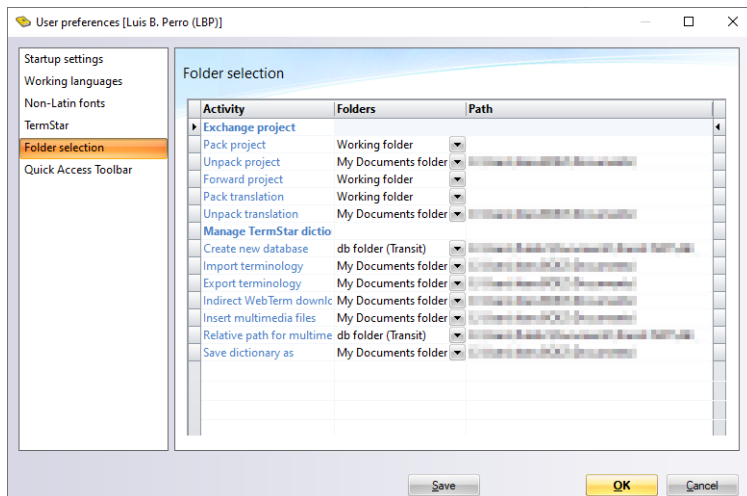 User preferences [Luis B. Perro (LBP)]
Startup settings
Working languages
Non-Latin fonts
TermStar
Folder selection
Quick Access Toolbar
Folder selection
Activity Folders Path
Exchange project
Pack project Working folder
Unpack project My Documents folder
Forward project Working folder
Pack translation Working folder
Unpack translation My Documents folder
Manage TermStar dictio
Create new database db folder (Transit)
Import terminology My Documents folder
Export terminology My Documents folder
Indirect WebTerm downlc My Documents folder
Insert multimedia files My Documents folder
Relative path for multime db folder (Transit)
Save dictionary as My Documents folder
Save OK Cancel